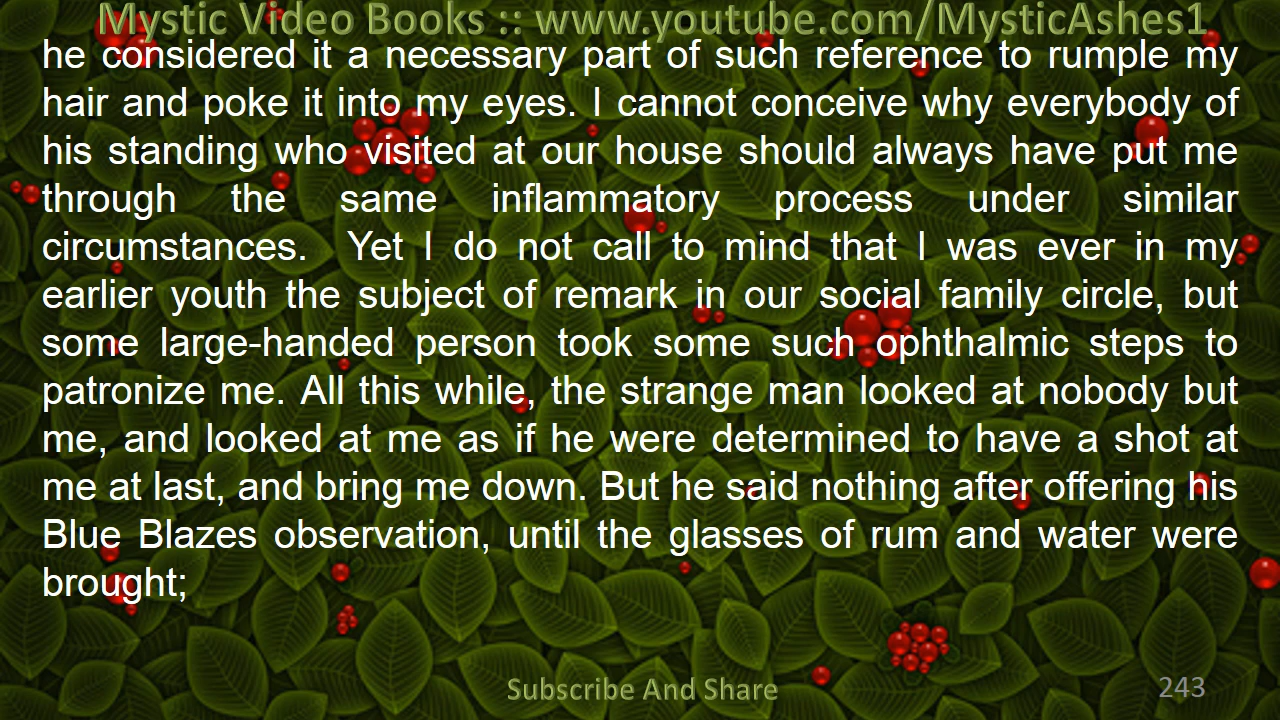 Mystic Video Books :: www.youtube.com/MysticAshes1
he considered it a necessary part of such reference to rumple my
hair and poke it into my eyes. I cannot conceive why everybody of
his standing who visited at our house should always have put me
through the same inflammatory process under similar
circumstances. Yet I do not call to mind that I was ever in my
earlier youth the subject of remark in our social family circle, but
some large-handed person took some such ophthalmic steps to
patronize me. All this while, the strange man looked at nobody but
me, and looked at me as if he were determined to have a shot at
me at last, and bring me down. But he said nothing after offering his
Blue Blazes observation, until the glasses of rum and water were
brought;
Subscribe And Share
243